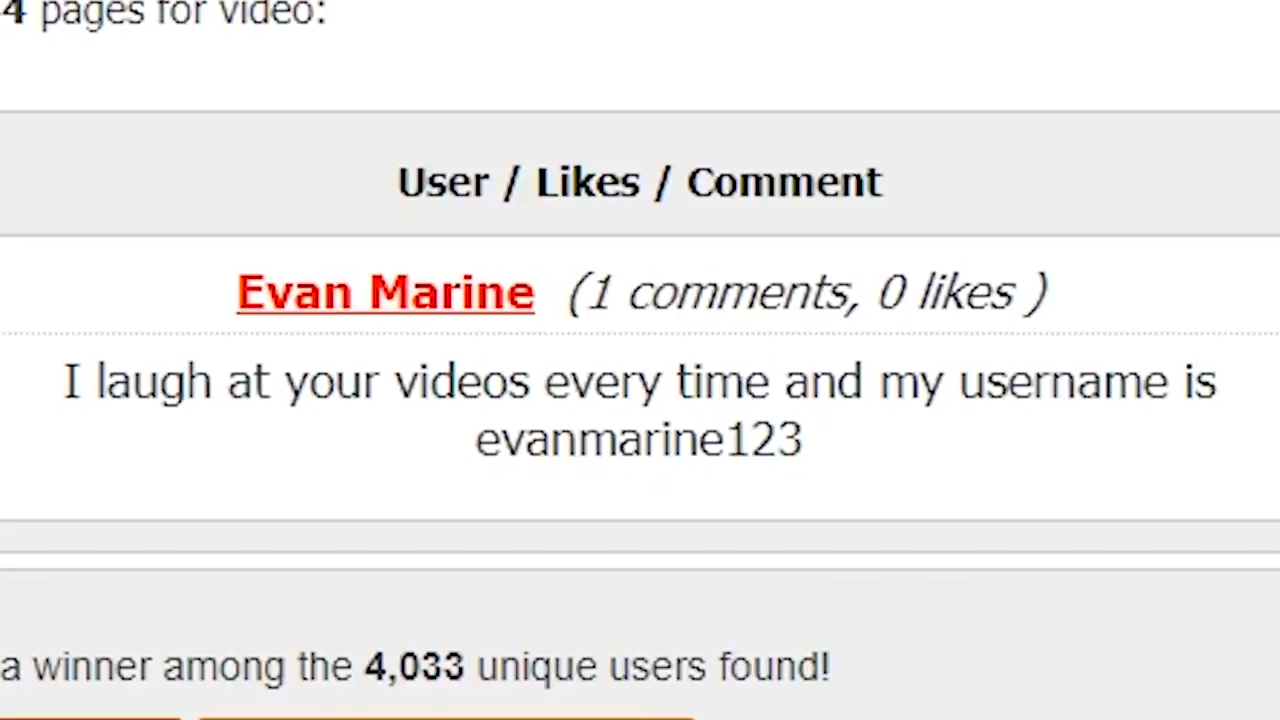 4 pages for video:
User / Likes / Comment
Evan Marine (1 comments, 0 likes )
I laugh at your videos every time and my username is
evanmarine123
a winner among the 4,033 unique users found!